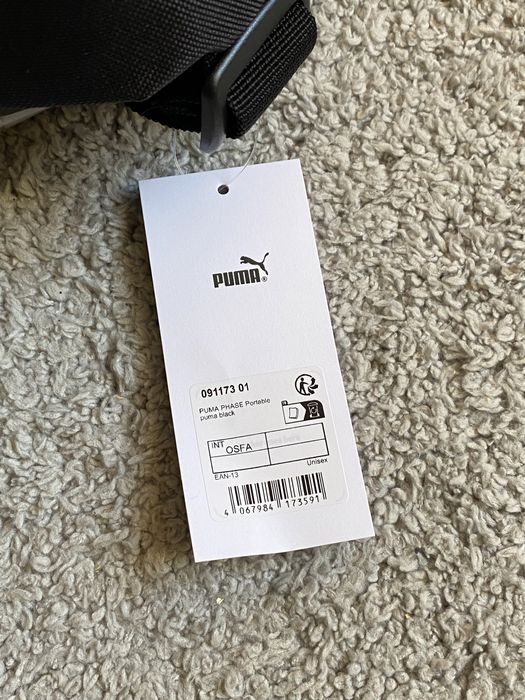 PUMA®
091173 01
PUMA PHASE Portable
puma black
INT
OSFA
EAN-13
Unisex
4 067984 173591